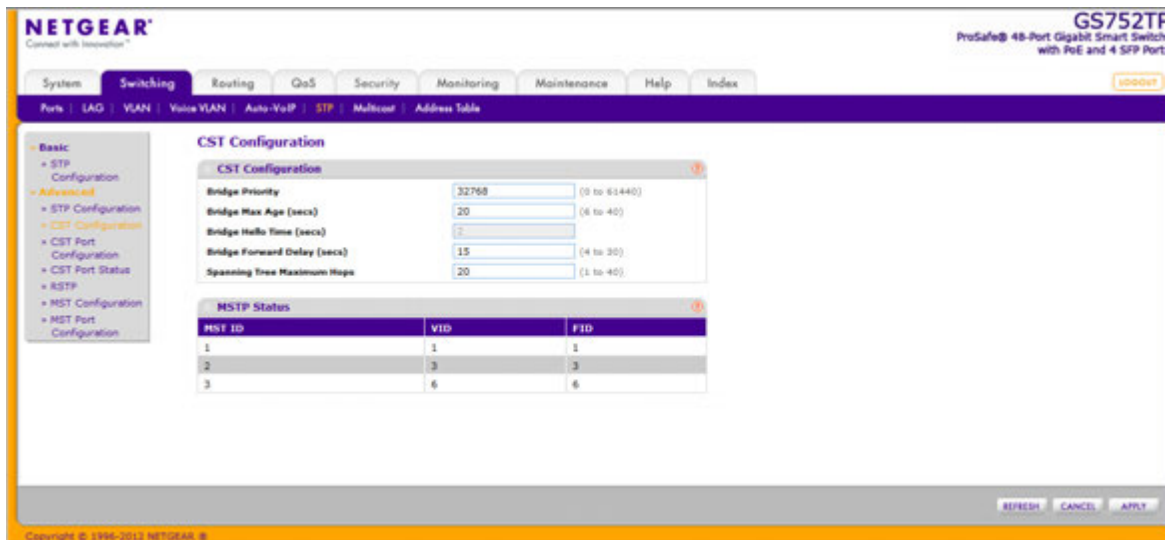 NETGEAR®
Connect with Innovation™
GS752TP
ProSafe® 48-Port Gigabit Smart Switch
with PoE and 4 SFP Port
System Switching Routing QoS Security Monitoring Maintenance Help Index
LOGOUT
Ports | LAG | VLAN | Voice VLAN | Auto-VoIP | STP | Multicast | Address Table
Basic
STP
Configuration
Advanced
STP Configuration
CST Configuration
CST Port
Configuration
CST Port Status
RSTP
MST Configuration
MST Port
Configuration
CST Configuration
CST Configuration
Bridge Priority 32768 (0 to 61440)
Bridge Max Age (secs) 20 (6 to 40)
Bridge Hello Time (secs) 2
Bridge Forward Delay (secs) 15 (4 to 30)
Spanning Tree Maximum Hops 20 (1 to 40)
MSTP Status
MST ID VID FID
1 1 1
2 3 3
3 6 6
REFRESH CANCEL APPLY
Copyright © 1996-2012 NETGEAR ®